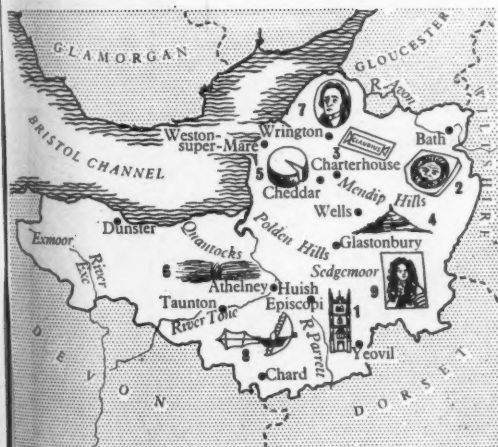 GLAMORGAN
GLOUCESTER
R. Avon
WILTSHIRE
7
Weston-
super-Mare
Wrington
3
CLAUDIUS
Bath
BRISTOL CHANNEL
5
Charterhouse
2
Cheddar
Mendip Hills
Wells
4
Dunster
Quantocks
Polden Hills
Glastonbury
Exmoor
River
Exe
Sedgemoor
6
9
Athelney
Huish
Episcopi
1
Taunton
River Tone
R. Parrett
8
Yeovil
Chard
DEVON
DORSET